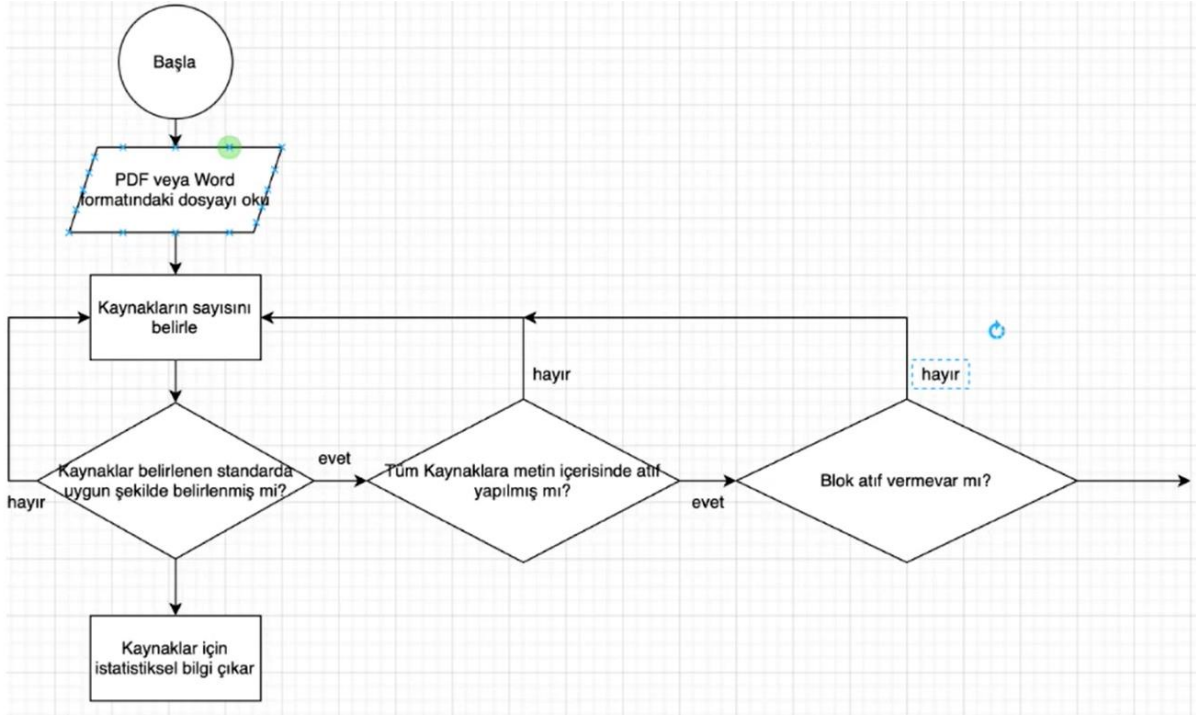 Başla
PDF veya Word
formatındaki dosyayı oku
Kaynakların sayısını
belirle
hayır
hayır
Kaynaklar belirlenen standarda
uygun şekilde belirlenmiş mi?
evet
Tüm Kaynaklara metin içerisinde atıf
yapılmış mı?
Blok atıf vermevar mı?
hayır
evet
Kaynaklar için
istatistiksel bilgi çıkar